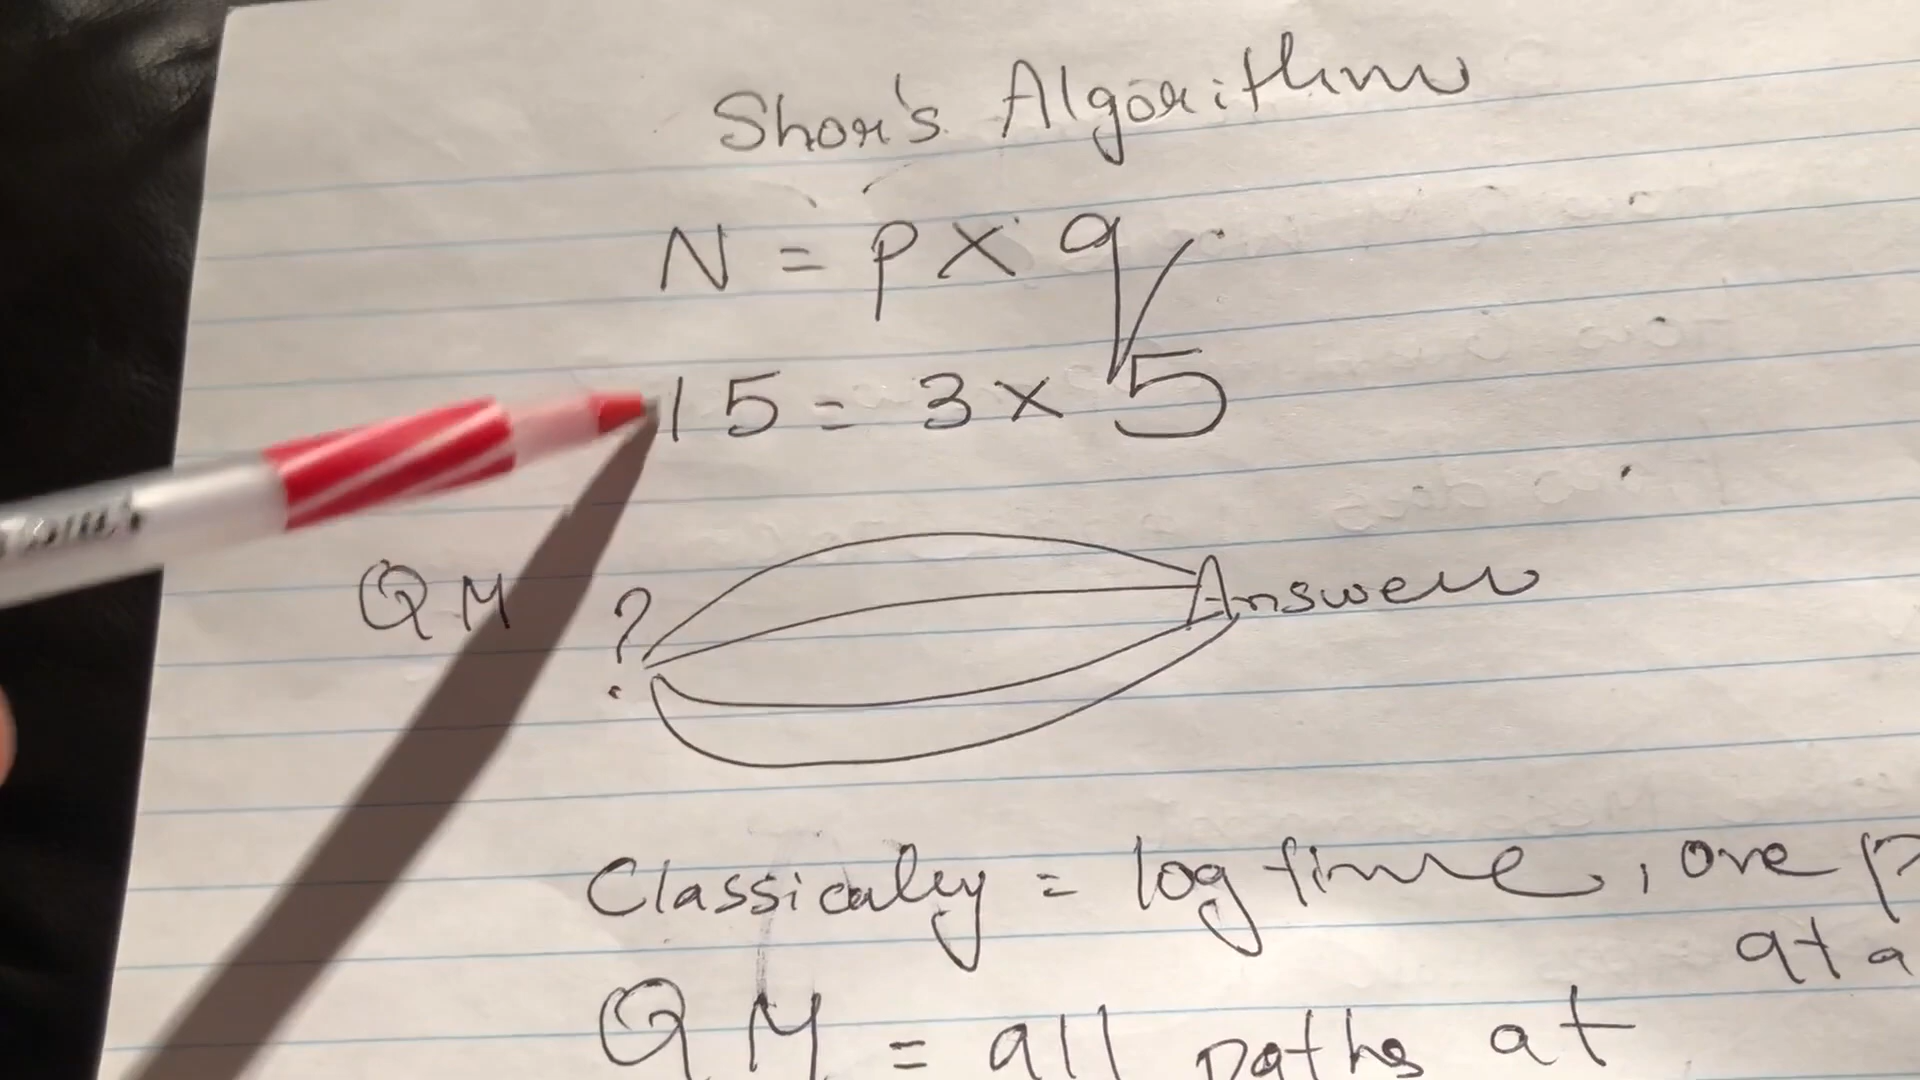 Shor's Algorithm
N = p X q
15 = 3 x 5
QM ? Answer
Classicaly = log time, one
at a
QM = all paths at